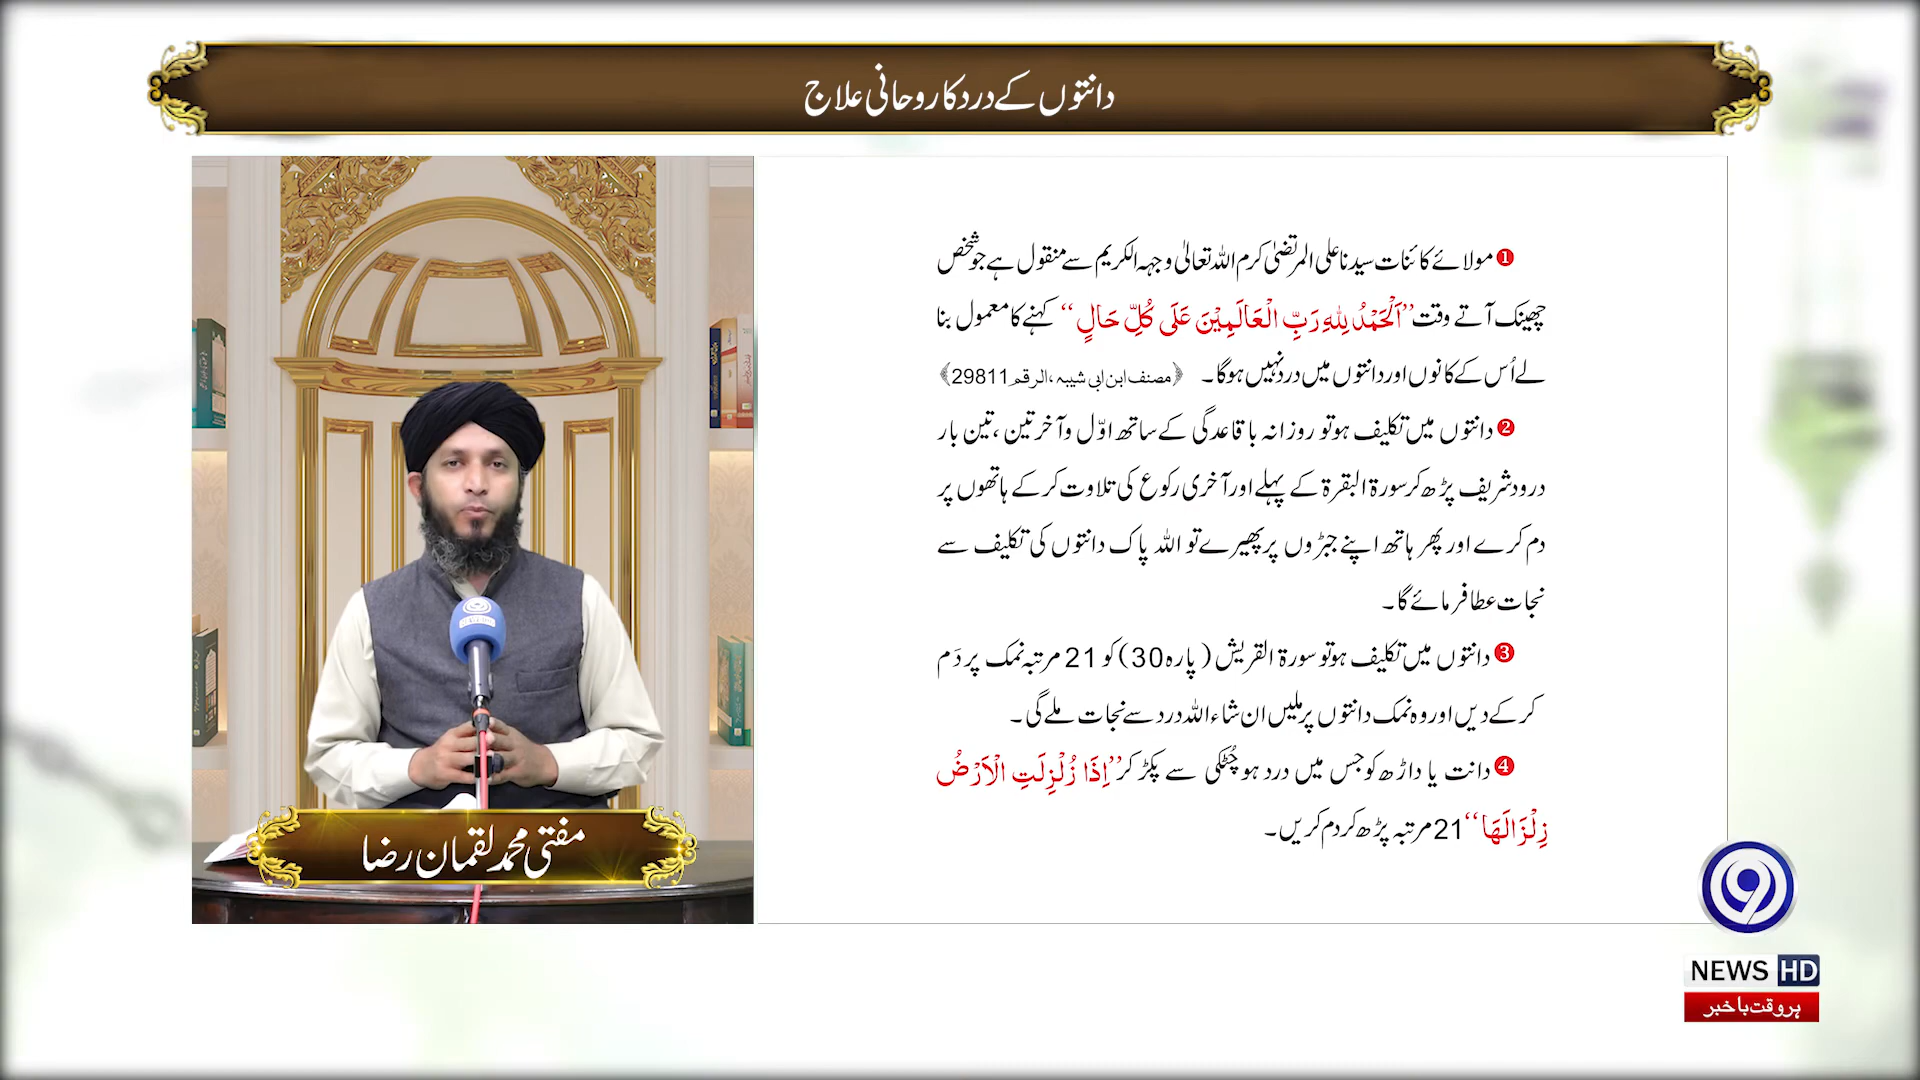 دانتوں کے درد کا روحانی علاج
❶ مولائے کائنات سیدنا علی المرتضیٰ کرم اللہ تعالیٰ وجہہ الکریم سے منقول ہے جو شخص
چھینک آتے وقت ’’اَلْحَمْدُ لِلّٰہِ رَبِّ الْعَالَمِیْنَ عَلَی کُلِّ حَالٍ‘‘ کہنے کا معمول بنا
لے اُس کے کانوں اور دانتوں میں درد نہیں ہوگا۔ ﴿مصنف ابن ابی شیبہ ، الرقم 29811﴾
❷ دانتوں میں تکلیف ہو تو روزانہ باقاعدگی کے ساتھ اوّل و آخر تین ، تین بار
درود شریف پڑھ کر سورۃ البقرۃ کے پہلے اور آخری رکوع کی تلاوت کر کے ہاتھوں پر
دم کرے اور پھر ہاتھ اپنے جبڑوں پر پھیرے تو اللہ پاک دانتوں کی تکلیف سے
نجات عطا فرمائے گا۔
❸ دانتوں میں تکلیف ہو تو سورۃ القریش (پارہ 30) کو 21 مرتبہ نمک پر دَم
کر کے دیں اور وہ نمک دانتوں پر ملیں ان شاء اللہ درد سے نجات ملے گی۔
❹ دانت یا داڑھ کو جس میں درد ہو چُٹکی سے پکڑ کر ’’اِذَا زُلْزِلَتِ الْاَرْضُ
زِلْزَالَھَا‘‘ 21 مرتبہ پڑھ کر دم کریں۔
مفتی محمد لقمان رضا
9
NEWS HD
ہر وقت باخبر